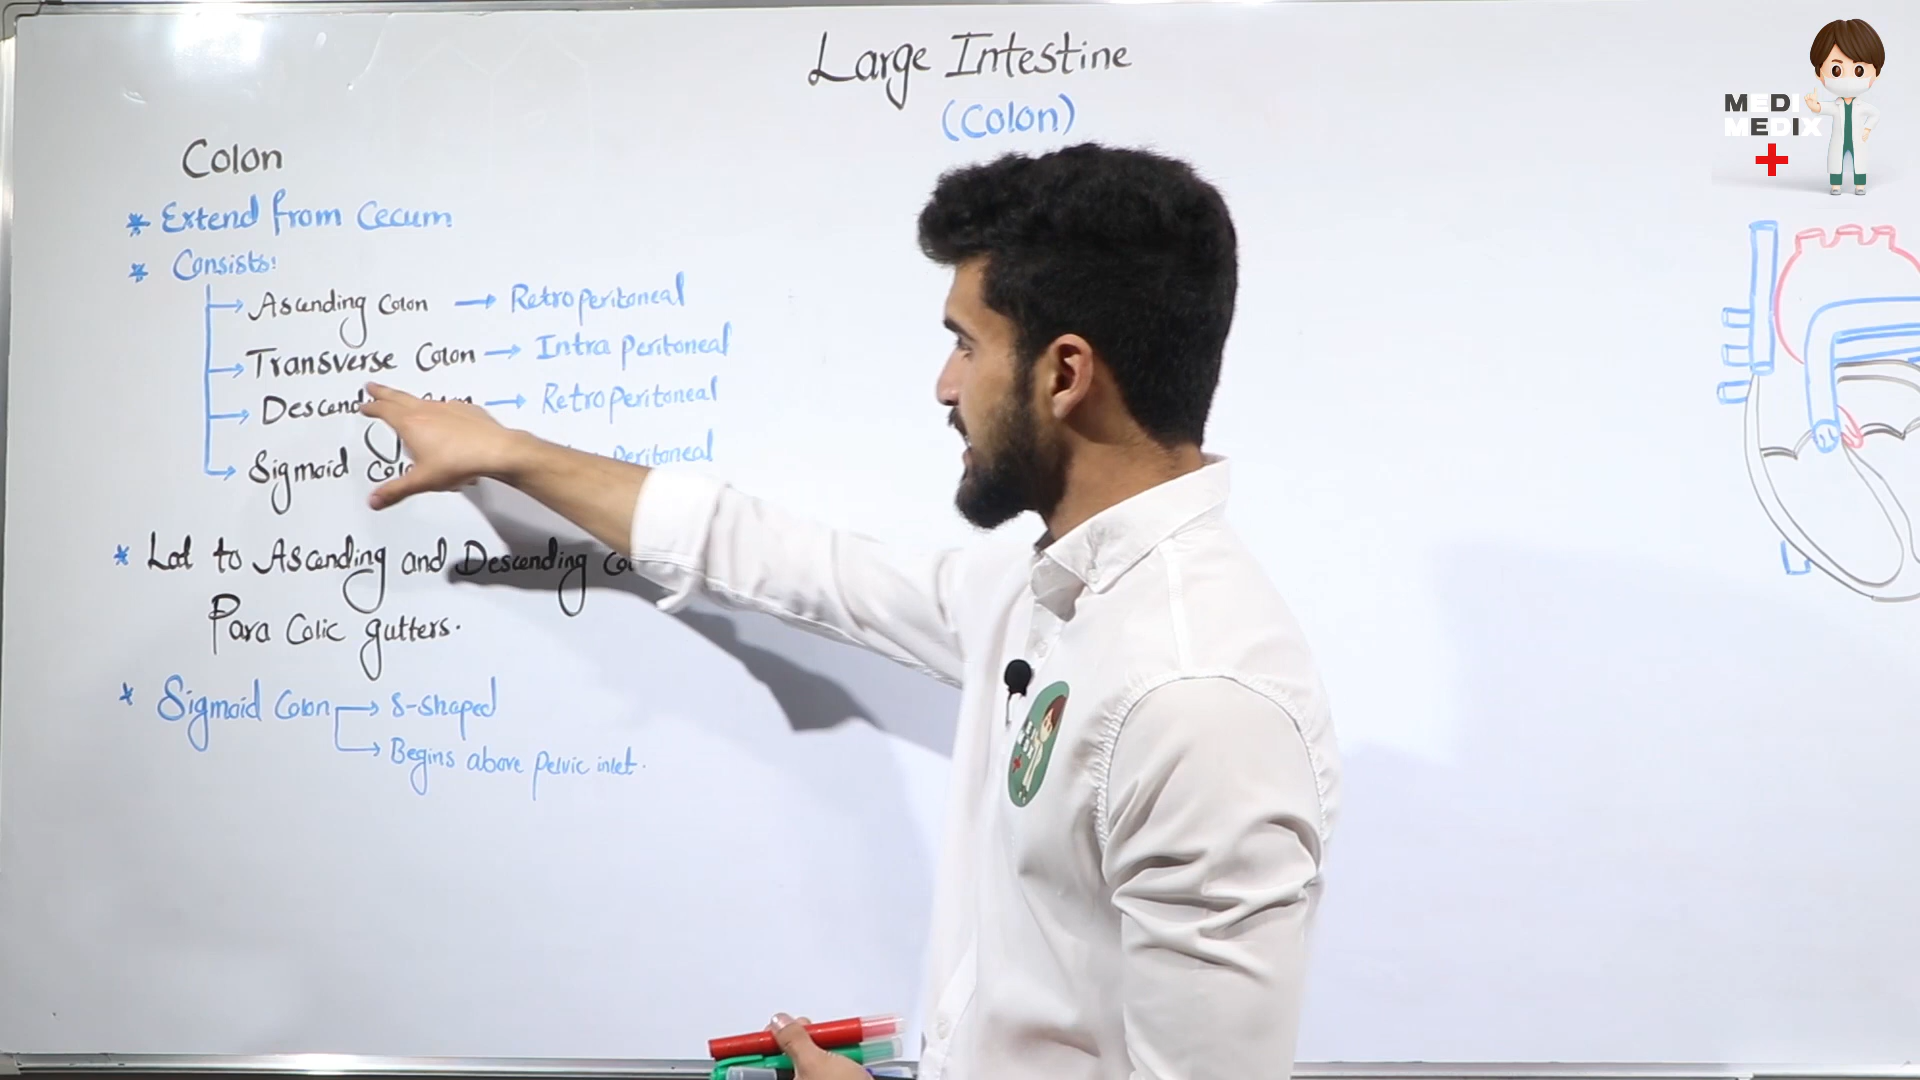 Large Intestine
(Colon)
MEDI
MEDIX
Colon
* Extend from Cecum
* Consists:
Ascending Colon → Retroperitoneal
Transverse Colon → Intra Peritoneal
Colon → Retroperitoneal
Sigmoid Peritoneal
* Lat to Ascending and Descending
Para Colic gutters.
* Sigmoid Colon → S-shaped
→ Begins above Pelvic inlet.